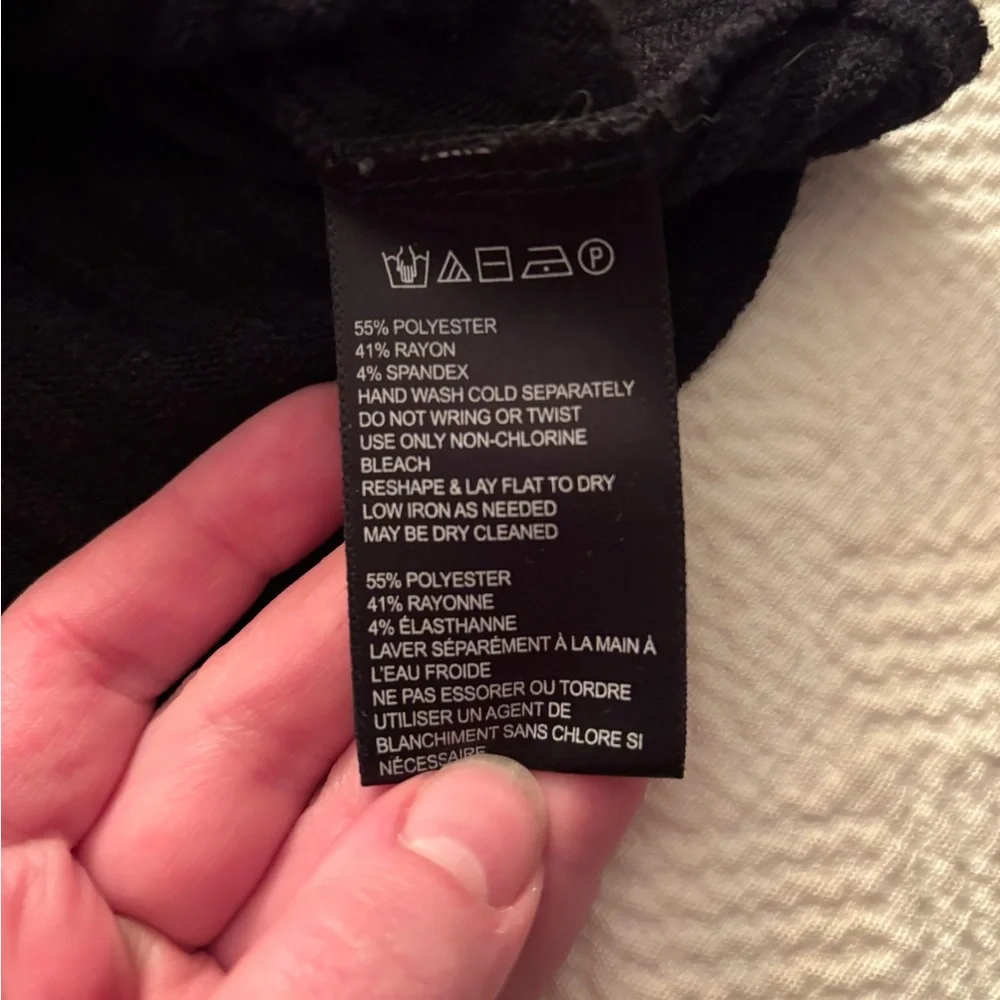 P
55% POLYESTER
41% RAYON
4% SPANDEX
HAND WASH COLD SEPARATELY
DO NOT WRING OR TWIST
USE ONLY NON-CHLORINE
BLEACH
RESHAPE & LAY FLAT TO DRY
LOW IRON AS NEEDED
MAY BE DRY CLEANED
55% POLYESTER
41% RAYONNE
4% ÉLASTHANNE
LAVER SÉPARÉMENT À LA MAIN À
L'EAU FROIDE
NE PAS ESSORER OU TORDRE
UTILISER UN AGENT DE
BLANCHIMENT SANS CHLORE SI
NÉCESSAIRE